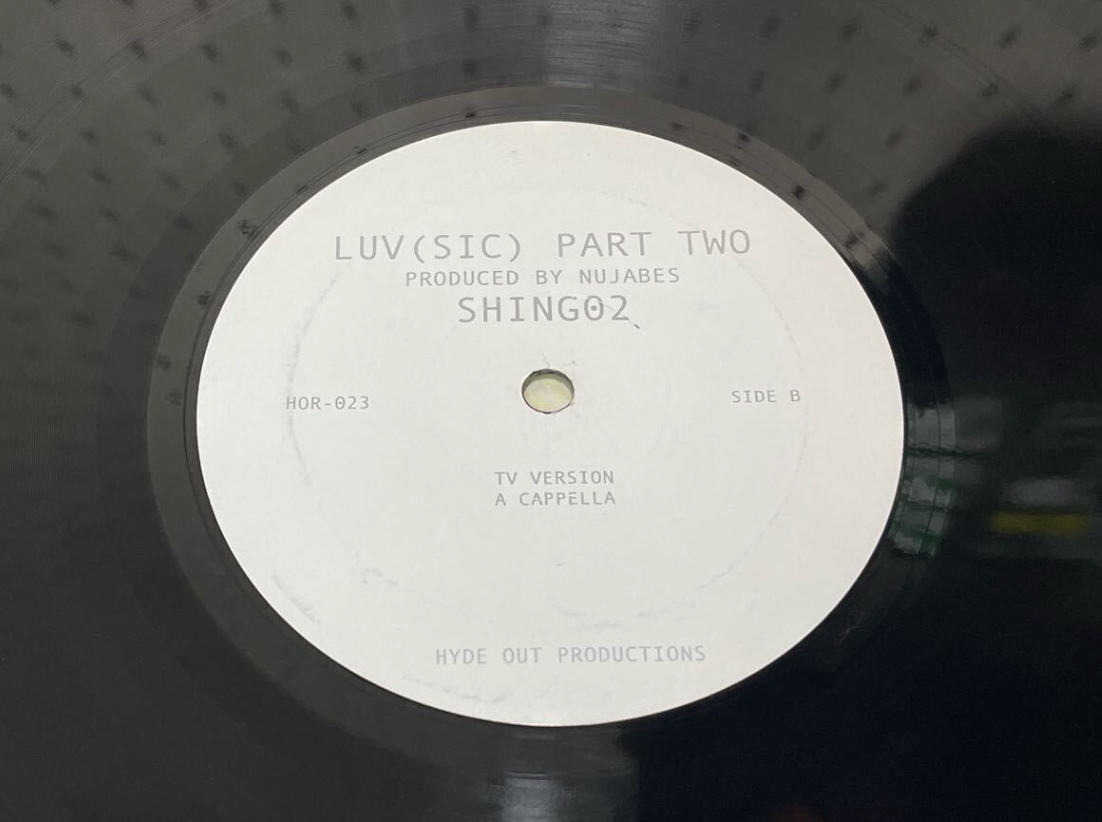 LUV(SIC) PART TWO
PRODUCED BY NUJABES
SHING02
HOR-023
SIDE B
TV VERSION
A CAPPELLA
HYDE OUT PRODUCTIONS